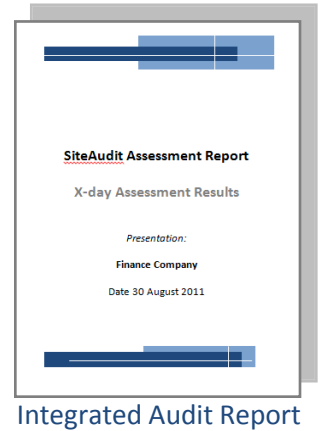 SiteAudit Assessment Report
X-day Assessment Results
Presentation:
Finance Company
Date 30 August 2011
Integrated Audit Report